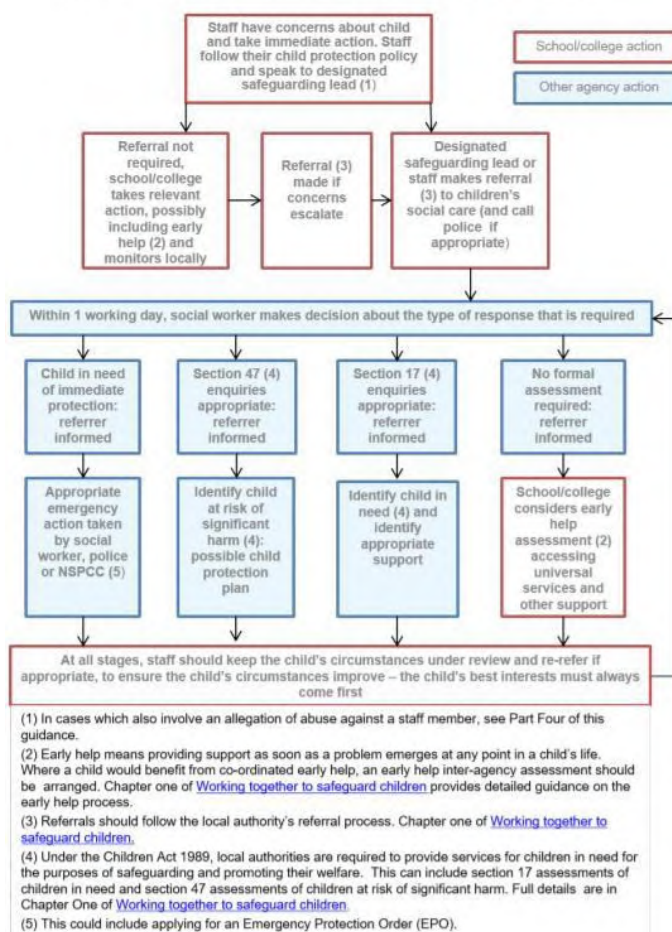 Staff have concerns about child
and take immediate action. Staff
follow their child protection policy
and speak to designated
safeguarding lead (1)
School/college action
Other agency action
Referral not
required,
school/college
takes relevant
action, possibly
including early
help (2) and
monitors locally
Referral (3)
made if
concerns
escalate
Designated
safeguarding lead or
staff makes referral
(3) to children's
social care (and call
police if
appropriate)
Within 1 working day, social worker makes decision about the type of response that is required
Child in need
of immediate
protection:
referrer
informed
Section 47 (4)
enquiries
appropriate:
referrer
informed
Section 17 (4)
enquiries
appropriate:
referrer
informed
No formal
assessment
required:
referrer
informed
Appropriate
emergency
action taken
by social
worker, police
or NSPCC (5)
Identify child
at risk of
significant
harm (4):
possible child
protection
plan
Identify child in
need (4) and
identify
appropriate
support
School/college
considers early
help
assessment (2)
accessing
universal
services and
other support
At all stages, staff should keep the child's circumstances under review and re-refer if
appropriate, to ensure the child's circumstances improve – the child's best interests must always
come first
(1) In cases which also involve an allegation of abuse against a staff member, see Part Four of this
guidance.
(2) Early help means providing support as soon as a problem emerges at any point in a child's life.
Where a child would benefit from co-ordinated early help, an early help inter-agency assessment should
be arranged. Chapter one of Working together to safeguard children provides detailed guidance on the
early help process.
(3) Referrals should follow the local authority's referral process. Chapter one of Working together to
safeguard children.
(4) Under the Children Act 1989, local authorities are required to provide services for children in need for
the purposes of safeguarding and promoting their welfare. This can include section 17 assessments of
children in need and section 47 assessments of children at risk of significant harm. Full details are in
Chapter One of Working together to safeguard children
(5) This could include applying for an Emergency Protection Order (EPO).